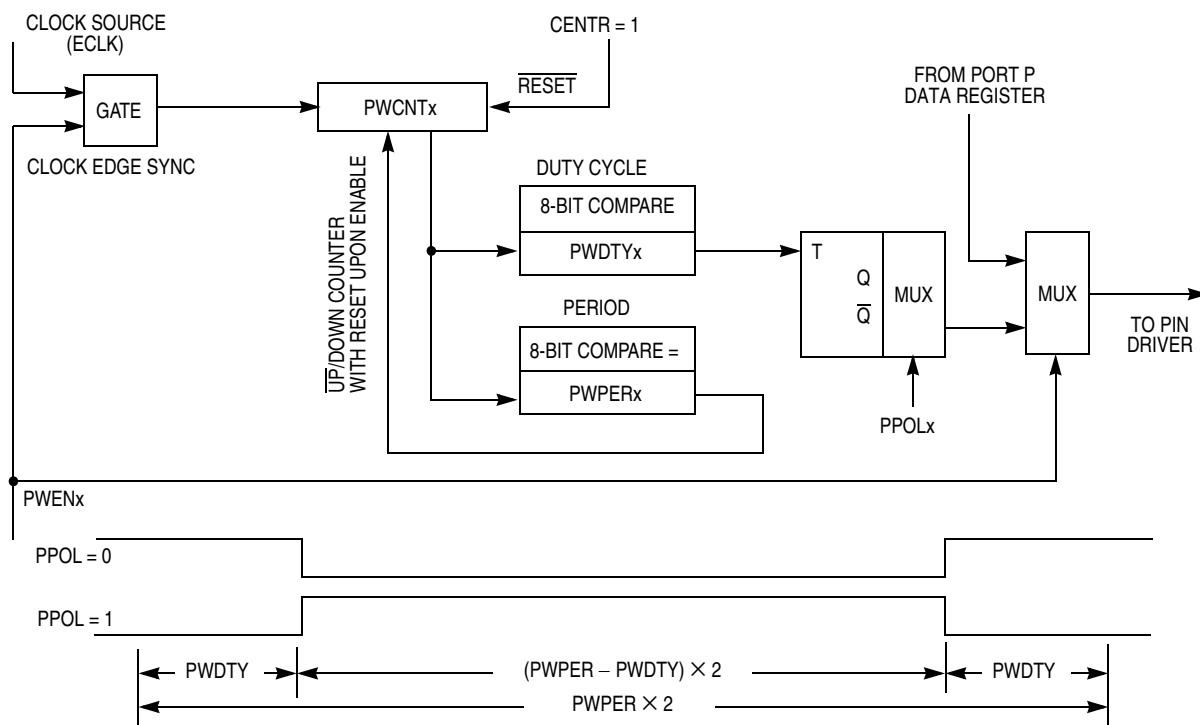 CLOCK SOURCE
(ECLK)
CENTR = 1
RESET
FROM PORT P
DATA REGISTER
GATE
PWCNTx
CLOCK EDGE SYNC
DUTY CYCLE
8-BIT COMPARE
PWDTYx
UP/DOWN COUNTER
WITH RESET UPON ENABLE
T
Q
Q
MUX
MUX
PERIOD
8-BIT COMPARE =
PWPERx
TO PIN
DRIVER
PPOLx
PWENx
PPOL = 0
PPOL = 1
PWDTY
(PWPER – PWDTY) × 2
PWDTY
PWPER × 2